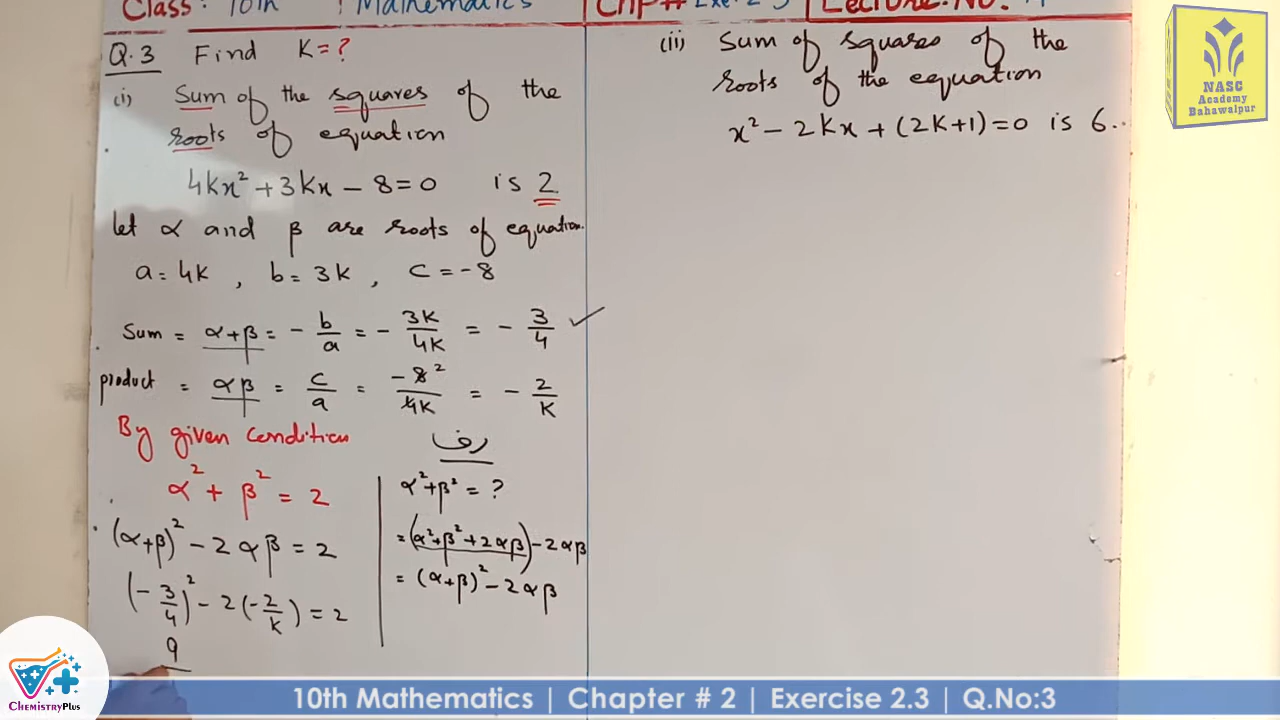 Class: 10th ! Mathematics
Q.3 Find K=?
(i) Sum of the squares of the
roots of equation
4Kx² + 3Kx - 8 = 0 is 2
let α and β are roots of equation.
a = 4K , b = 3K , C = -8
Sum = α+β = - b/a = - 3K/4K = - 3/4 ✓
product = αβ = c/a = -8²/4K = - 2/K
By given condition
α² + β² = 2
(α+β)² - 2αβ = 2
(-3/4)² - 2(-2/K) = 2
9
رف
α²+β² = ?
= (α²+β²+2αβ) - 2αβ
= (α+β)² - 2αβ
Lecture.No:
(ii) Sum of squares of the
roots of the equation
x² - 2Kx + (2K+1) = 0 is 6..
NASC
Academy
Bahawalpur
ChemistryPlus
10th Mathematics | Chapter # 2 | Exercise 2.3 | Q.No:3